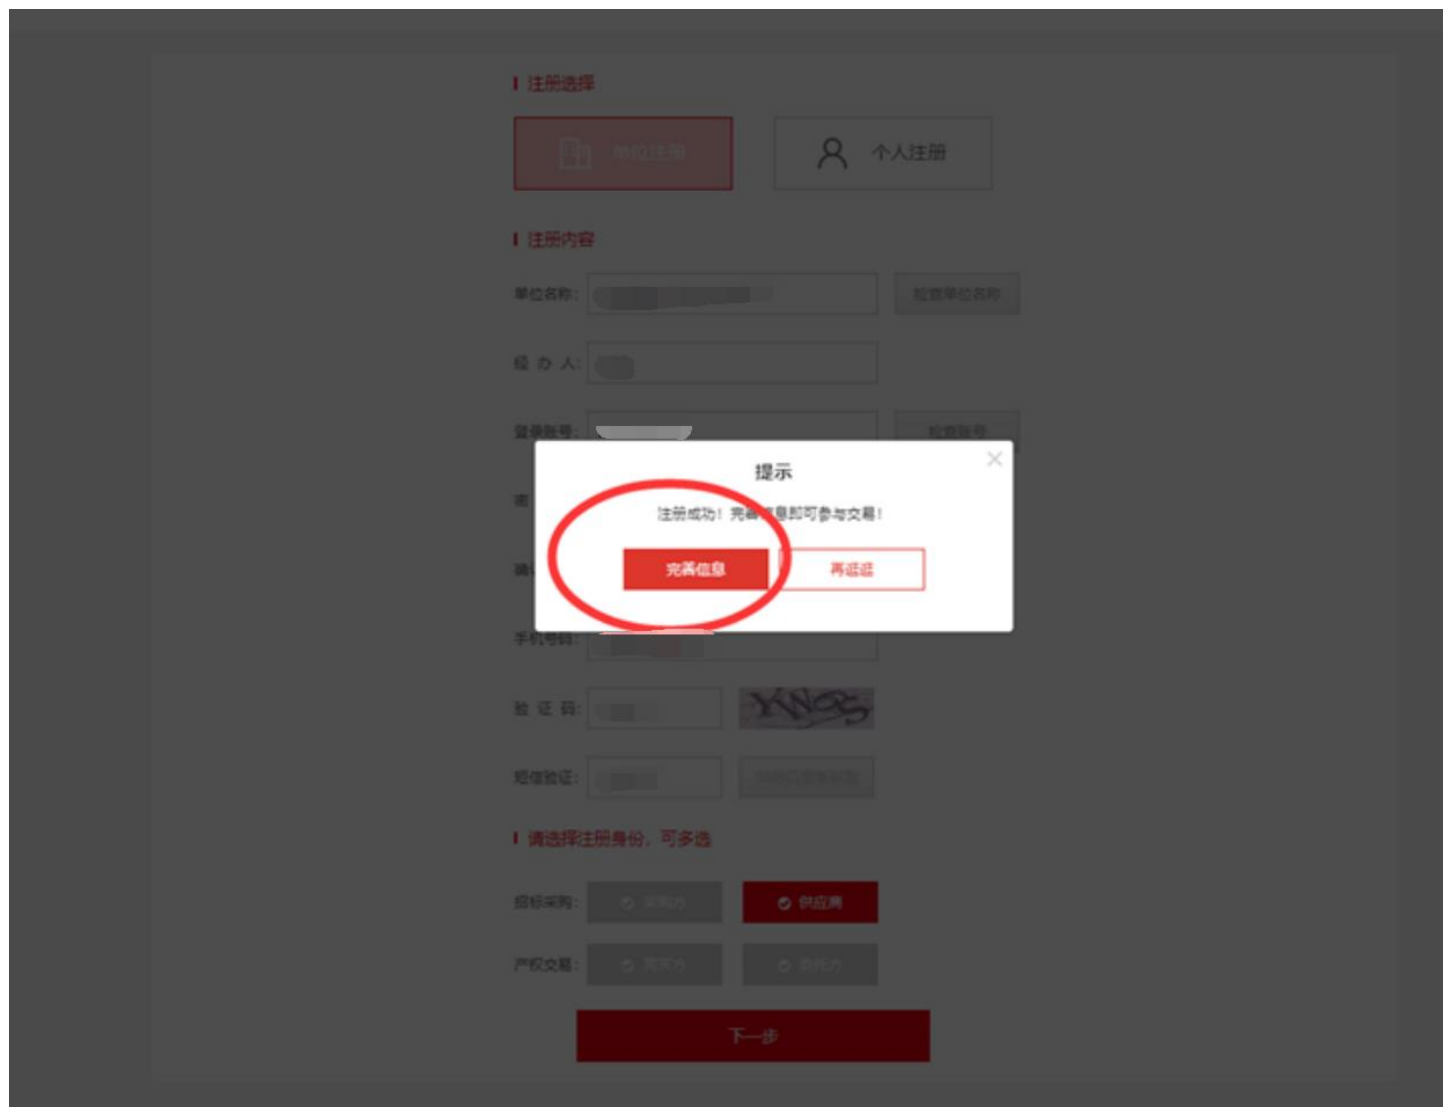 注册选择
单位注册
个人注册
注册内容
单位名称：
检查单位名称
经 办 人：
登录账号：
检查账号
提示
注册成功！完善信息即可参与交易！
完善信息
再逛逛
手机号码：
验 证 码：
短信验证：
请选择注册身份，可多选
招标采购：
采购方
供应商
产权交易：
委托方
下一步